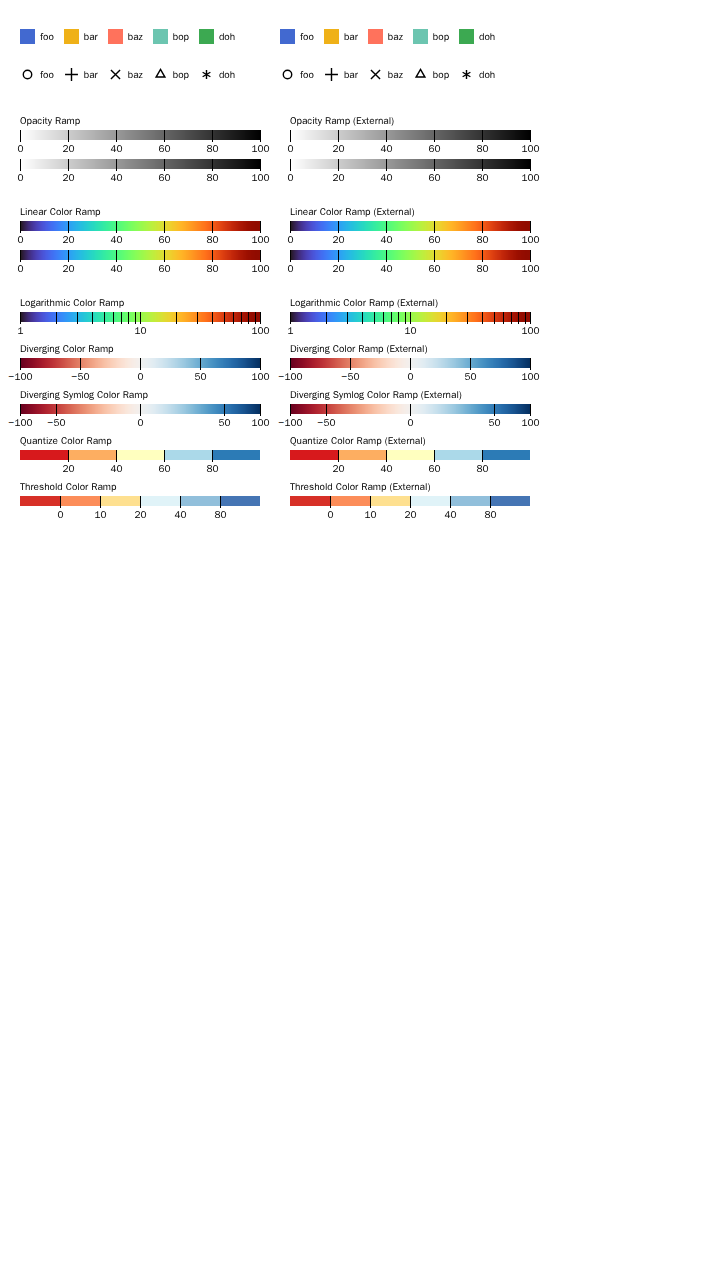 foo bar baz bop doh foo bar baz bop doh
foo bar baz bop doh foo bar baz bop doh
Opacity Ramp Opacity Ramp (External)
0 20 40 60 80 100 0 20 40 60 80 100
0 20 40 60 80 100 0 20 40 60 80 100
Linear Color Ramp Linear Color Ramp (External)
0 20 40 60 80 100 0 20 40 60 80 100
0 20 40 60 80 100 0 20 40 60 80 100
Logarithmic Color Ramp Logarithmic Color Ramp (External)
1 10 100 1 10 100
Diverging Color Ramp Diverging Color Ramp (External)
−100 −50 0 50 100 −100 −50 0 50 100
Diverging Symlog Color Ramp Diverging Symlog Color Ramp (External)
−100 −50 0 50 100 −100 −50 0 50 100
Quantize Color Ramp Quantize Color Ramp (External)
20 40 60 80 20 40 60 80
Threshold Color Ramp Threshold Color Ramp (External)
0 10 20 40 80 0 10 20 40 80